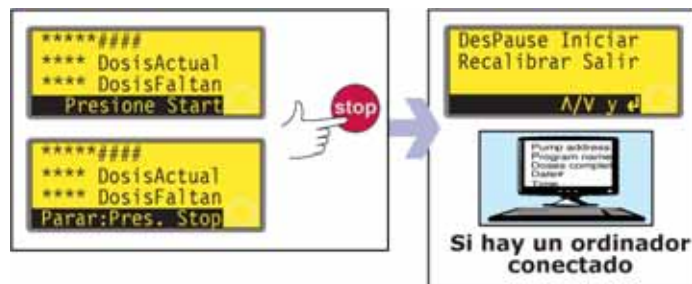 *****####
**** DosisActual
**** DosisFaltan
Presione Start
*****####
**** DosisActual
**** DosisFaltan
Parar:Pres. Stop
stop
DesPause Iniciar
Recalibrar Salir
Λ/V y ↲
Pump address:
Program name
Doses complet
Date#
Time
Si hay un ordinador
conectado